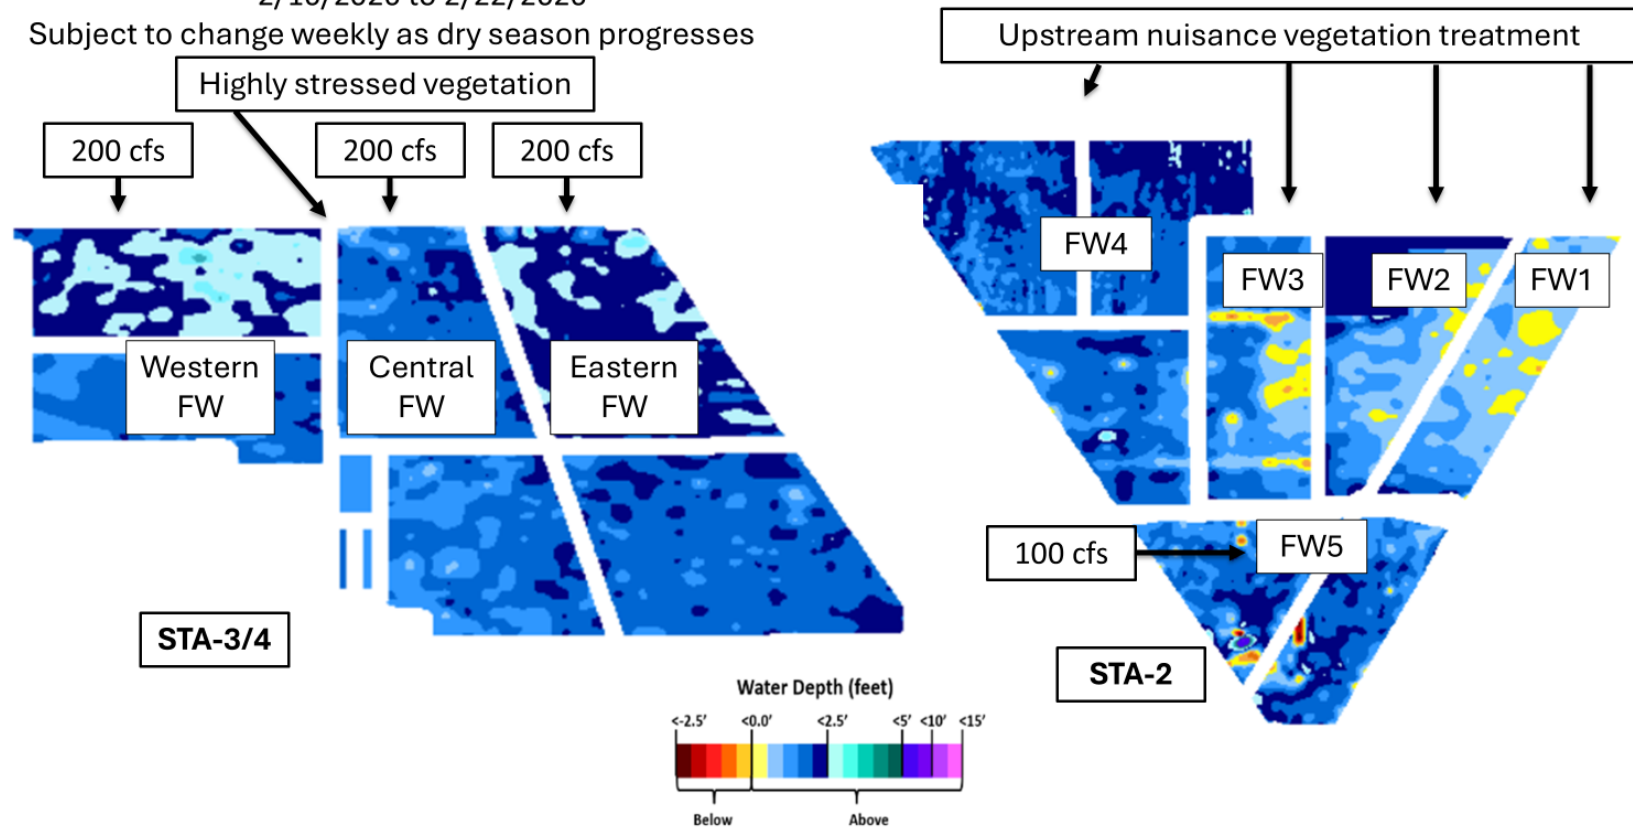 Subject to change weekly as dry season progresses
Highly stressed vegetation
200 cfs
200 cfs
200 cfs
Western
FW
Central
FW
Eastern
FW
STA-3/4
Upstream nuisance vegetation treatment
FW4
FW3
FW2
FW1
100 cfs
FW5
STA-2
Water Depth (feet)
<-2.5'
<0.0'
<2.5'
<5'
<10'
<15'
Below
Above